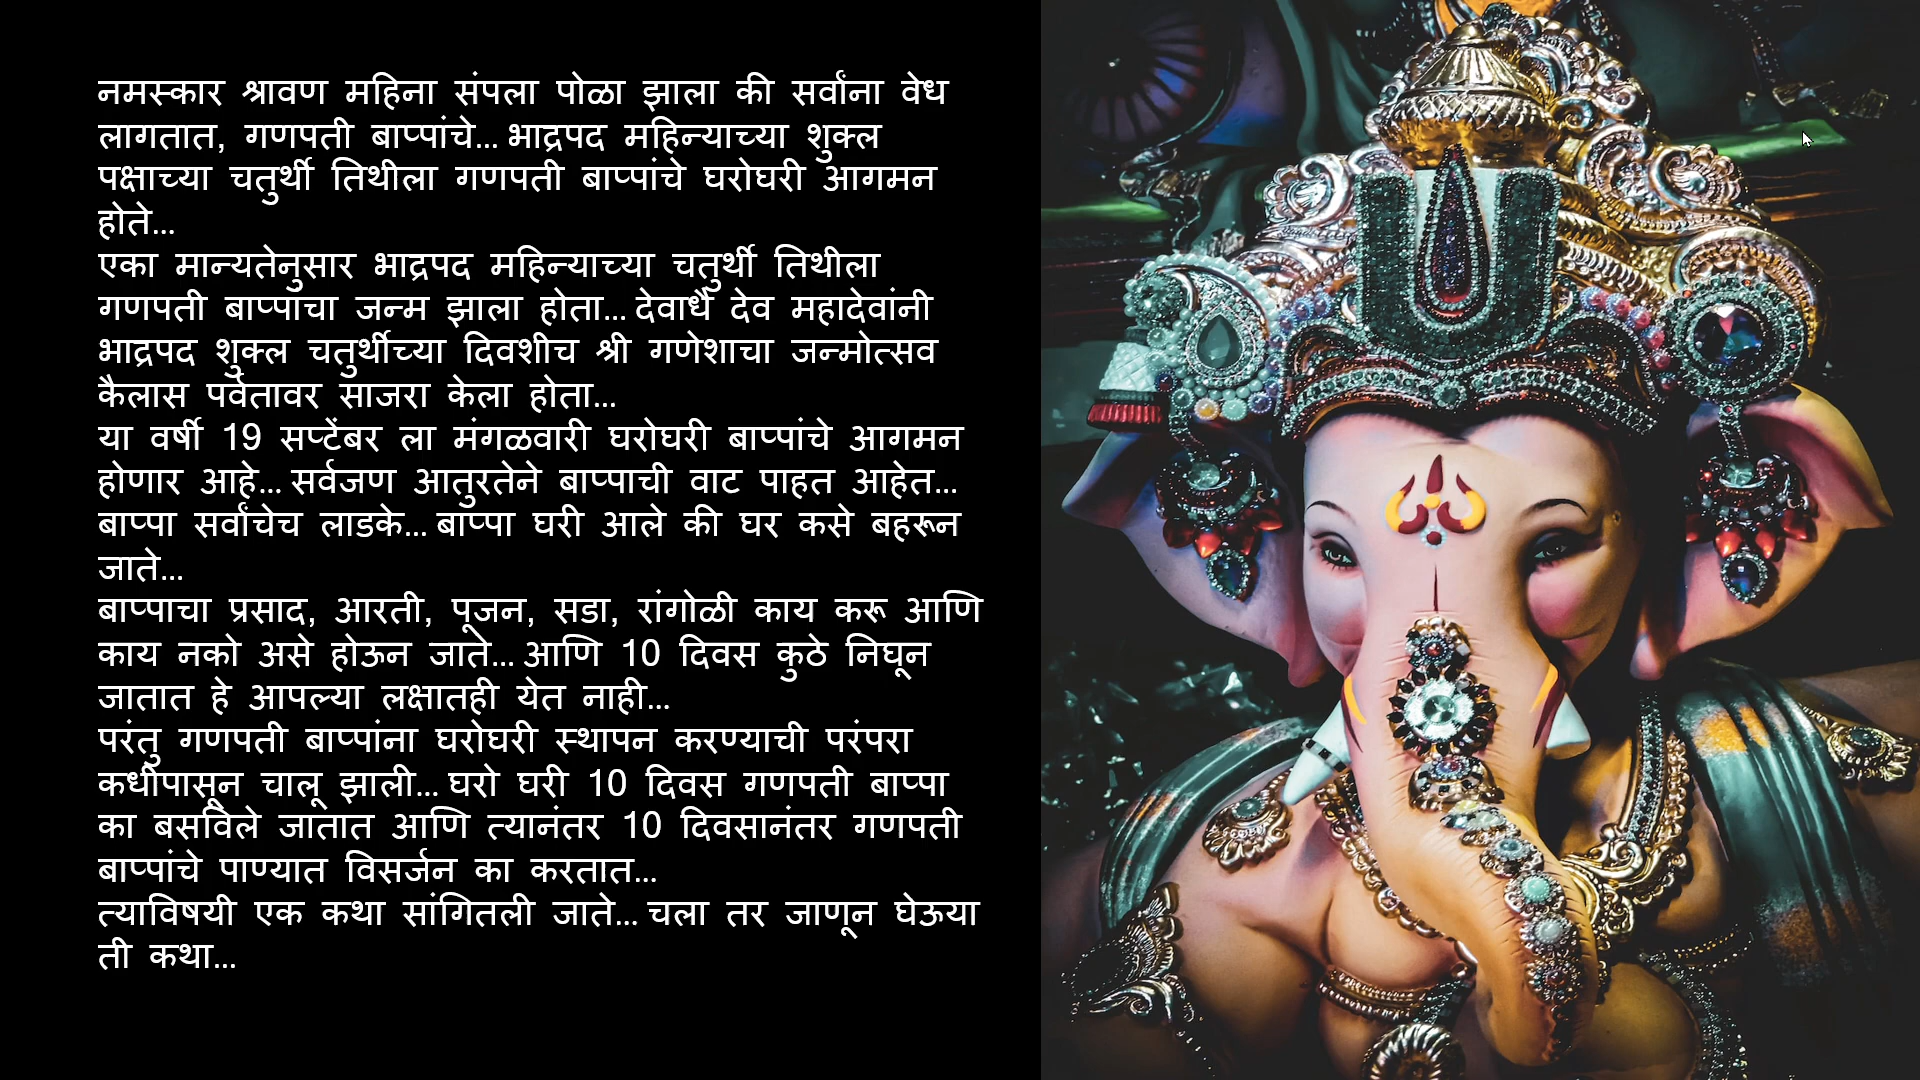 नमस्कार श्रावण महिना संपला पोळा झाला की सर्वांना वेध
लागतात, गणपती बाप्पांचे... भाद्रपद महिन्याच्या शुक्ल
पक्षाच्या चतुर्थी तिथीला गणपती बाप्पांचे घरोघरी आगमन
होते...
एका मान्यतेनुसार भाद्रपद महिन्याच्या चतुर्थी तिथीला
गणपती बाप्पांचा जन्म झाला होता... देवाधै देव महादेवांनी
भाद्रपद शुक्ल चतुर्थीच्या दिवशीच श्री गणेशाचा जन्मोत्सव
कैलास पर्वतावर साजरा केला होता...
या वर्षी 19 सप्टेंबर ला मंगळवारी घरोघरी बाप्पांचे आगमन
होणार आहे... सर्वजण आतुरतेने बाप्पाची वाट पाहत आहेत...
बाप्पा सर्वांचेच लाडके... बाप्पा घरी आले की घर कसे बहरून
जाते...
बाप्पाचा प्रसाद, आरती, पूजन, सडा, रांगोळी काय करू आणि
काय नको असे होऊन जाते... आणि 10 दिवस कुठे निघून
जातात हे आपल्या लक्षातही येत नाही...
परंतु गणपती बाप्पांना घरोघरी स्थापन करण्याची परंपरा
कधीपासून चालू झाली... घरो घरी 10 दिवस गणपती बाप्पा
का बसविले जातात आणि त्यानंतर 10 दिवसानंतर गणपती
बाप्पांचे पाण्यात विसर्जन का करतात...
त्याविषयी एक कथा सांगितली जाते... चला तर जाणून घेऊया
ती कथा...